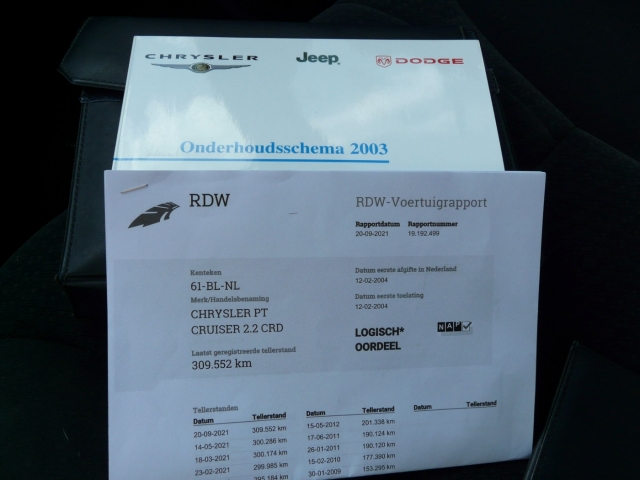 CHRYSLER Jeep DODGE
Onderhoudsschema 2003
RDW RDW-Voertuigrapport
Rapportdatum Rapportnummer
20-09-2021 19.192.499
Kenteken
61-BL-NL
Merk/Handelsbenaming
CHRYSLER PT
CRUISER 2.2 CRD
Laatst geregistreerde tellerstand
309.552 km
Datum eerste afgifte in Nederland
12-02-2004
Datum eerste toelating
12-02-2004
LOGISCH* NAP
OORDEEL
Tellerstanden
Datum Tellerstand Datum Tellerstand Datum Tellerstand
20-09-2021 309.552 km 15-05-2012 201.338 km
14-05-2021 300.286 km 17-06-2011 190.124 km
18-03-2021 300.174 km 26-01-2011 190.120 km
23-02-2021 299.985 km 15-02-2010 177.390 km
30-01-2009 153.295 km